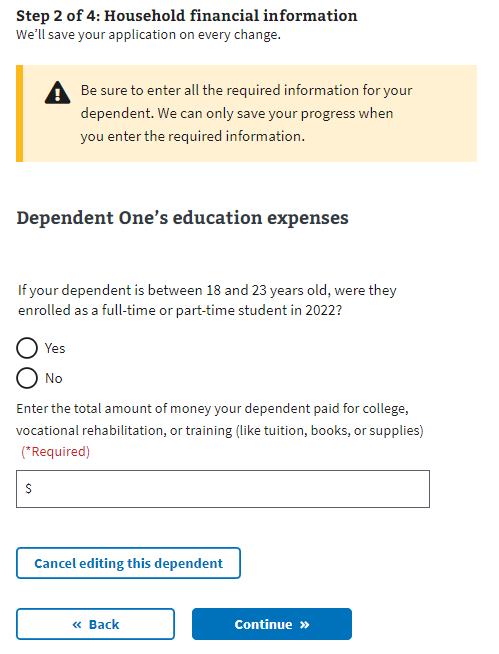 Step 2 of 4: Household financial information
We'll save your application on every change.
Be sure to enter all the required information for your
dependent. We can only save your progress when
you enter the required information.
Dependent One's education expenses
If your dependent is between 18 and 23 years old, were they
enrolled as a full-time or part-time student in 2022?
Yes
No
Enter the total amount of money your dependent paid for college,
vocational rehabilitation, or training (like tuition, books, or supplies)
(*Required)
$
Cancel editing this dependent
« Back
Continue »